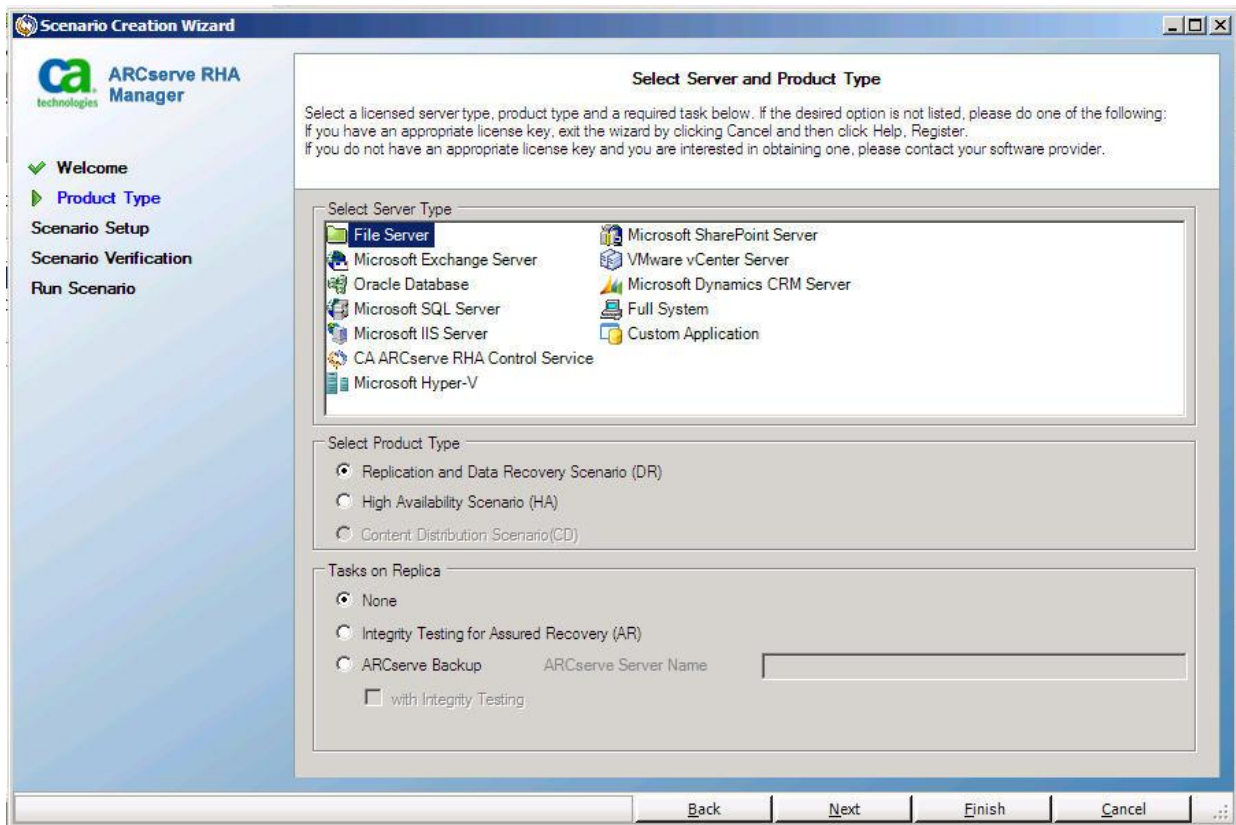 Scenario Creation Wizard
ca
technologies
ARCserve RHA
Manager
Welcome
Product Type
Scenario Setup
Scenario Verification
Run Scenario
Select Server and Product Type
Select a licensed server type, product type and a required task below. If the desired option is not listed, please do one of the following:
If you have an appropriate license key, exit the wizard by clicking Cancel and then click Help, Register.
If you do not have an appropriate license key and you are interested in obtaining one, please contact your software provider.
Select Server Type
File Server
Microsoft Exchange Server
Oracle Database
Microsoft SQL Server
Microsoft IIS Server
CA ARCserve RHA Control Service
Microsoft Hyper-V
Microsoft SharePoint Server
VMware vCenter Server
Microsoft Dynamics CRM Server
Full System
Custom Application
Select Product Type
Replication and Data Recovery Scenario (DR)
High Availability Scenario (HA)
Content Distribution Scenario(CD)
Tasks on Replica
None
Integrity Testing for Assured Recovery (AR)
ARCserve Backup ARCserve Server Name
with Integrity Testing
Back Next Finish Cancel